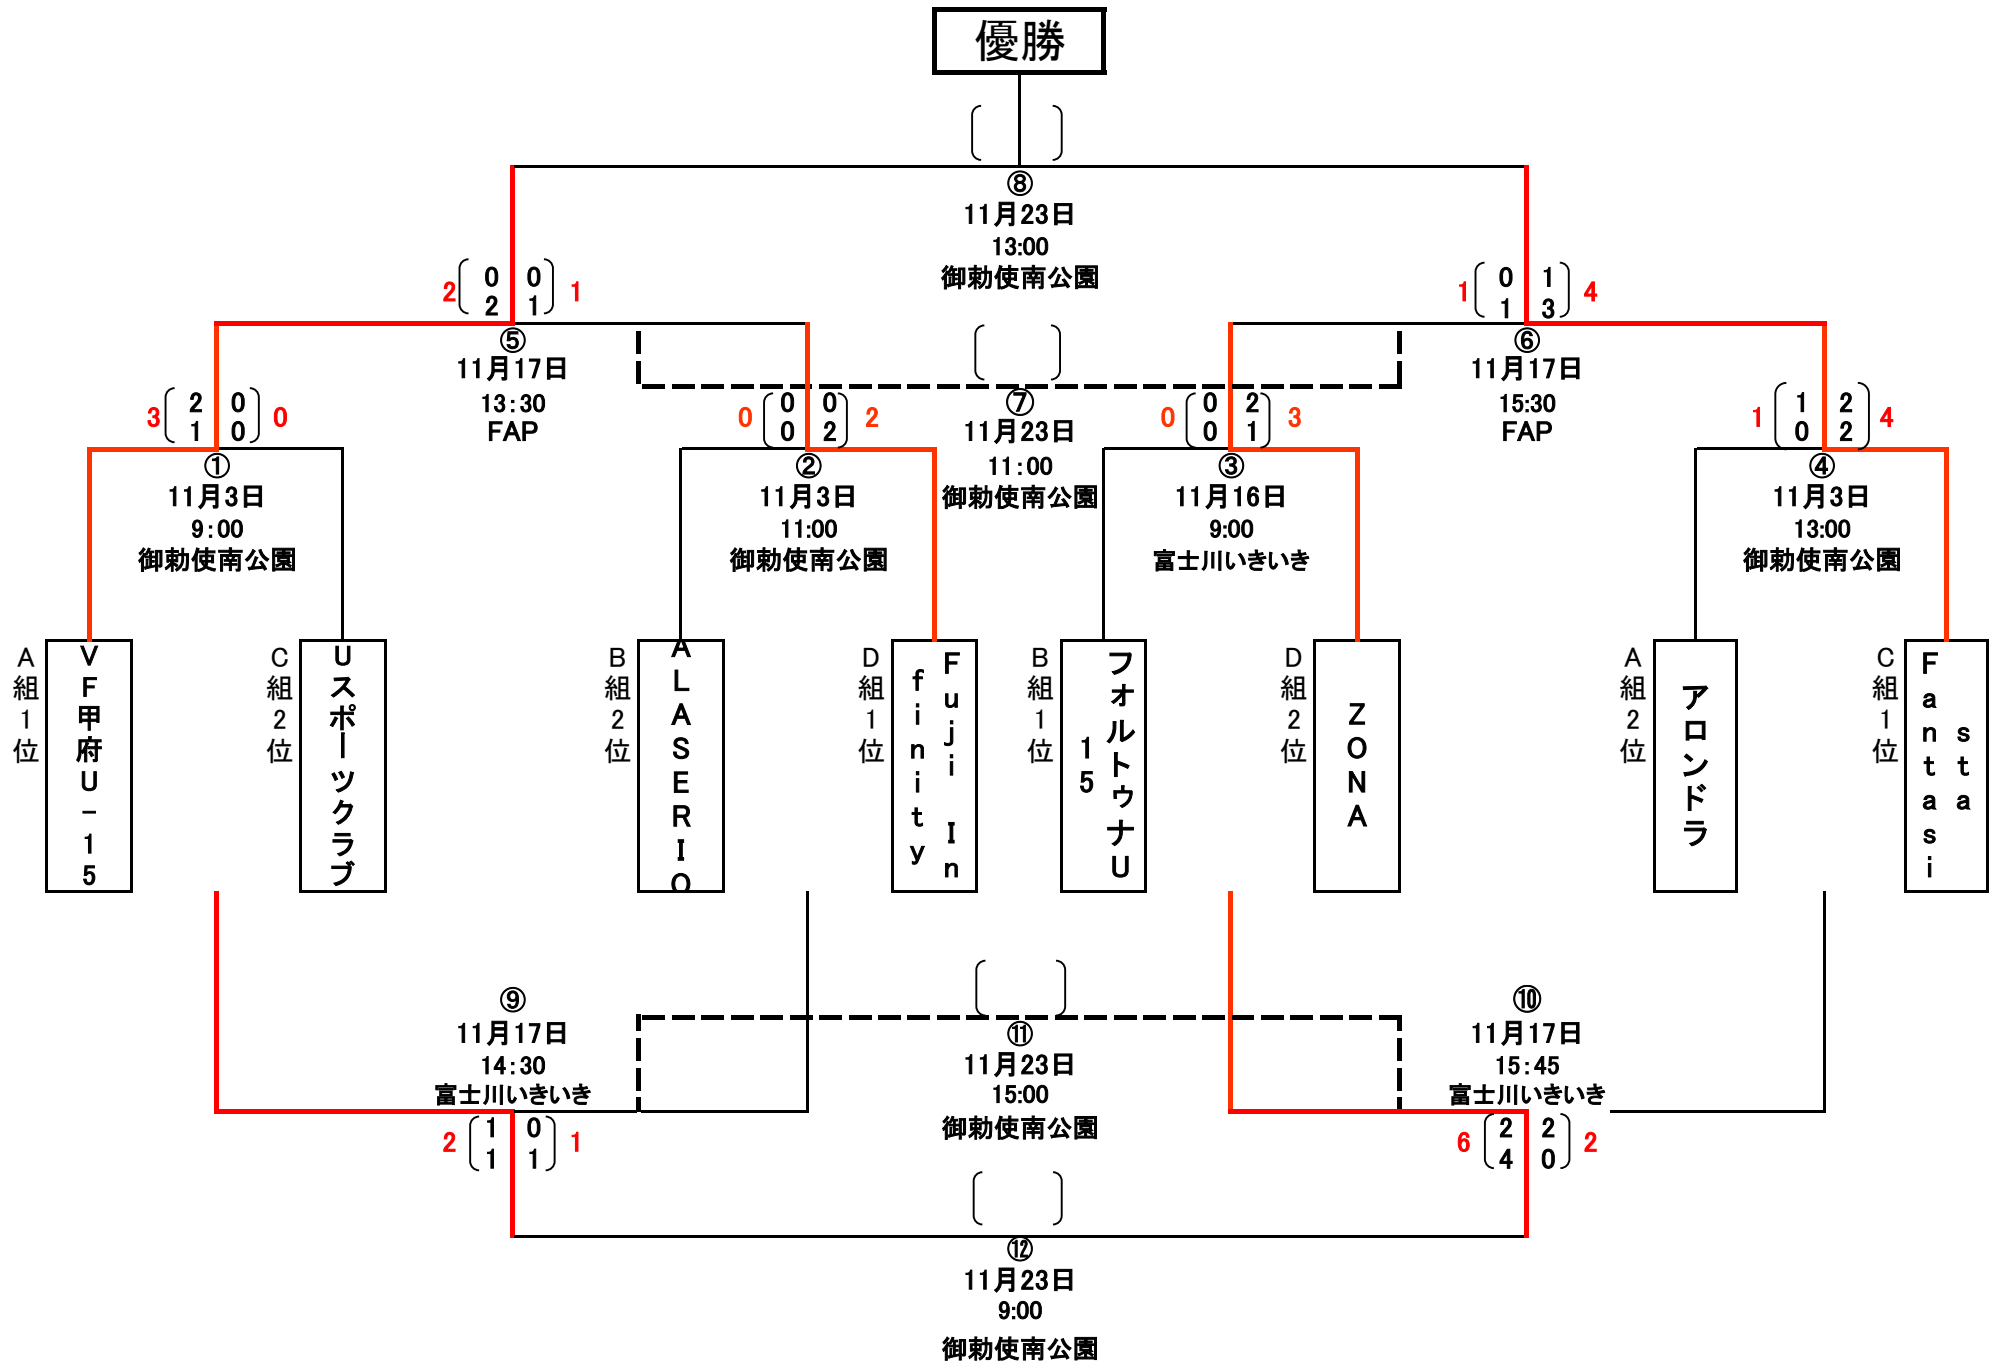 優勝
⑧
11月23日
13:00
御勅使南公園
2
0 0
2 1
1
1
0 1
1 3
4
⑤
11月17日
13:30
FAP
⑥
11月17日
15:30
FAP
3
2 0
1 0
0
0
0 0
0 2
2
⑦
11月23日
11:00
御勅使南公園
0
0 2
0 1
3
1
1 2
0 2
4
①
11月3日
9:00
御勅使南公園
②
11月3日
11:00
御勅使南公園
③
11月16日
9:00
富士川いきいき
④
11月3日
13:00
御勅使南公園
A組1位
VF甲府U-15
C組2位
Uスポーツクラブ
B組2位
ALASERIO
D組1位
Fuji In
finity
B組1位
フォルトゥナU
15
D組2位
ZONA
A組2位
アロンドラ
C組1位
Fantasi
sta
⑨
11月17日
14:30
富士川いきいき
2
1 0
1 1
1
⑪
11月23日
15:00
御勅使南公園
⑩
11月17日
15:45
富士川いきいき
6
2 2
4 0
2
⑫
11月23日
9:00
御勅使南公園